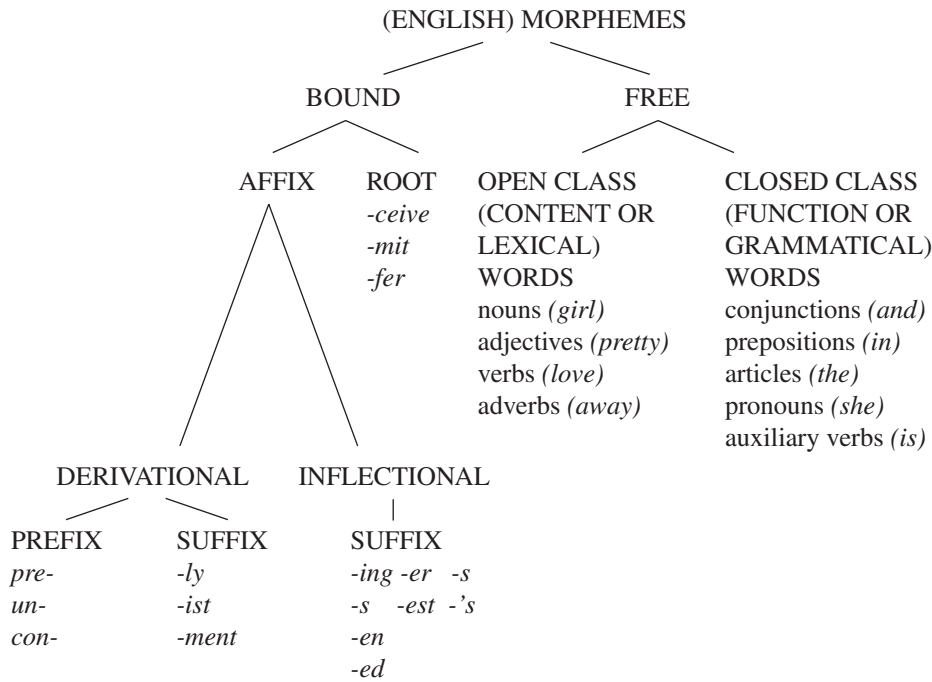 (ENGLISH) MORPHEMES
BOUND
FREE
AFFIX
ROOT
-ceive
-mit
-fer
OPEN CLASS
(CONTENT OR
LEXICAL)
WORDS
nouns (girl)
adjectives (pretty)
verbs (love)
adverbs (away)
CLOSED CLASS
(FUNCTION OR
GRAMMATICAL)
WORDS
conjunctions (and)
prepositions (in)
articles (the)
pronouns (she)
auxiliary verbs (is)
DERIVATIONAL
INFLECTIONAL
PREFIX
pre-
un-
con-
SUFFIX
-ly
-ist
-ment
SUFFIX
-ing -er -s
-s -est -'s
-en
-ed